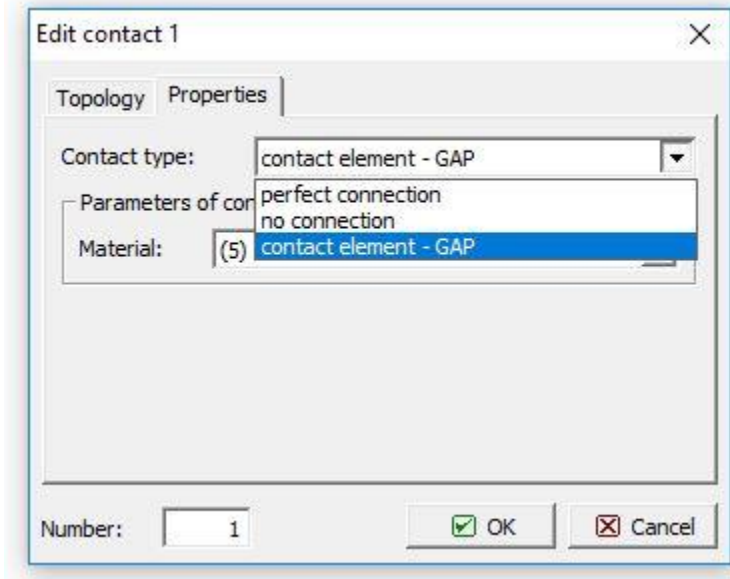 Edit contact 1
Topology Properties
Contact type: contact element - GAP
perfect connection
Parameters of
no connection
Material: (5) contact element - GAP
Number: 1 OK Cancel